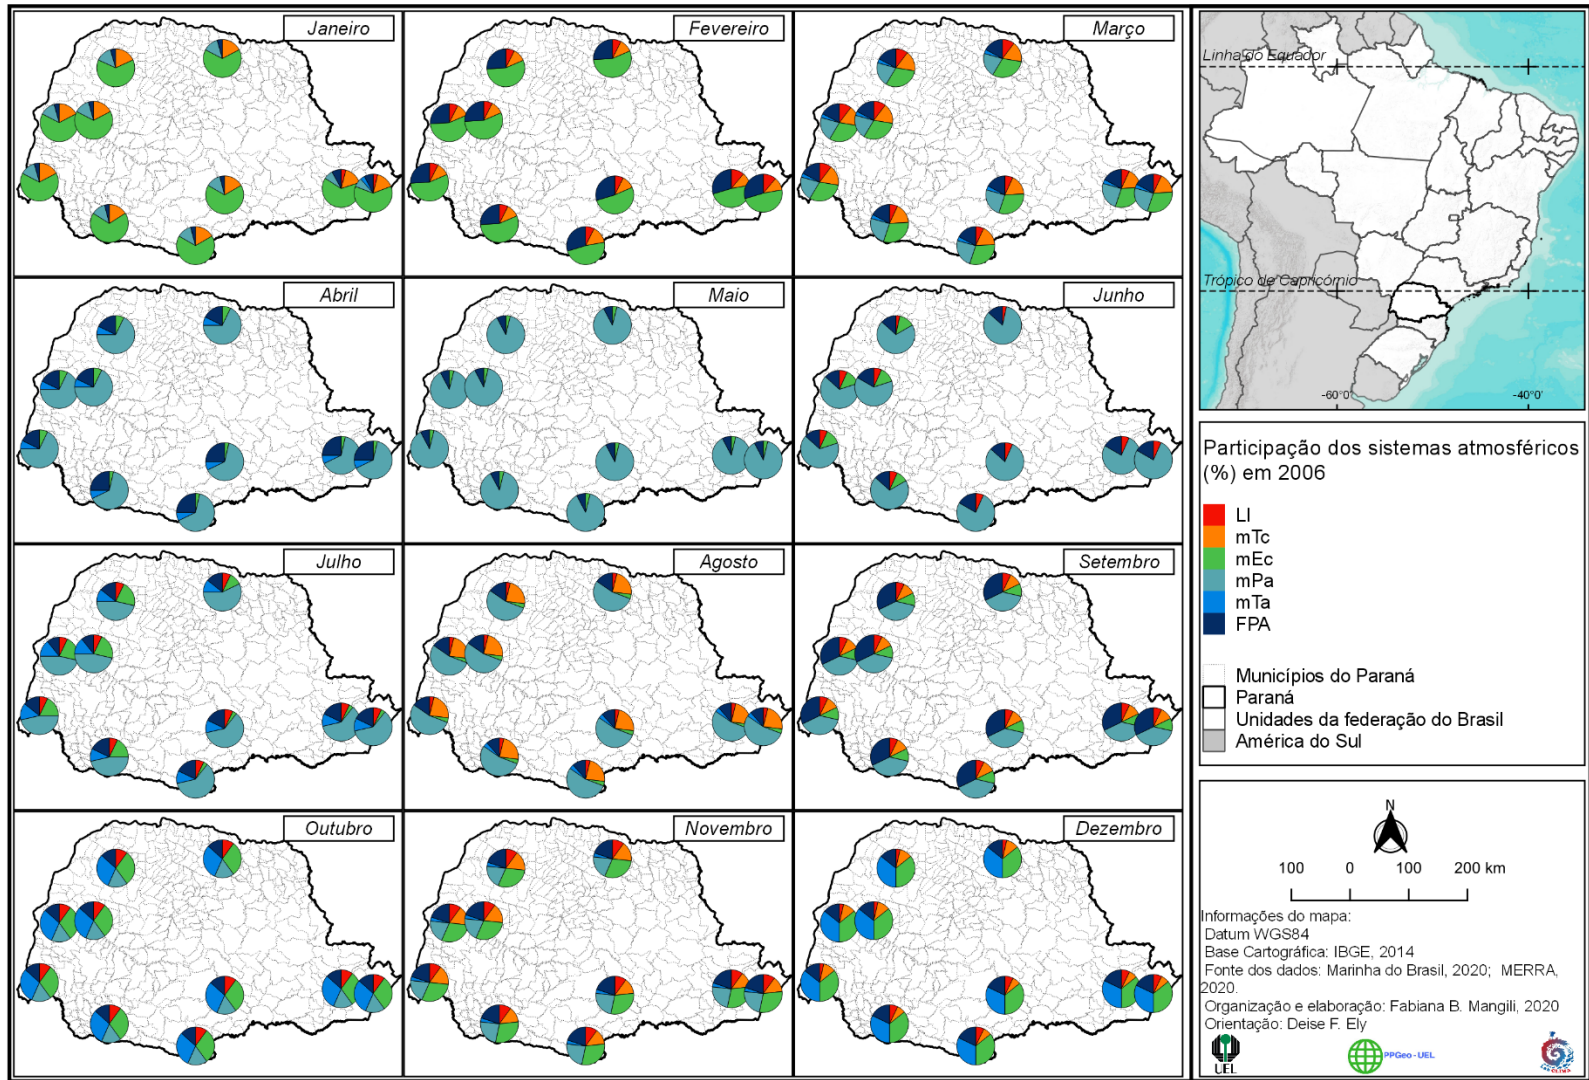 Janeiro
Fevereiro
Março
Abril
Maio
Junho
Julho
Agosto
Setembro
Outubro
Novembro
Dezembro
Linha do Equador
Trópico de Capricórnio
-60°0'
-40°0'
Participação dos sistemas atmosféricos
(%) em 2006
LI
mTc
mEc
mPa
mTa
FPA
Municípios do Paraná
Paraná
Unidades da federação do Brasil
América do Sul
N
100 0 100 200 km
Informações do mapa:
Datum WGS84
Base Cartográfica: IBGE, 2014
Fonte dos dados: Marinha do Brasil, 2020; MERRA,
2020.
Organização e elaboração: Fabiana B. Mangili, 2020
Orientação: Deise F. Ely
UEL
PPGeo - UEL